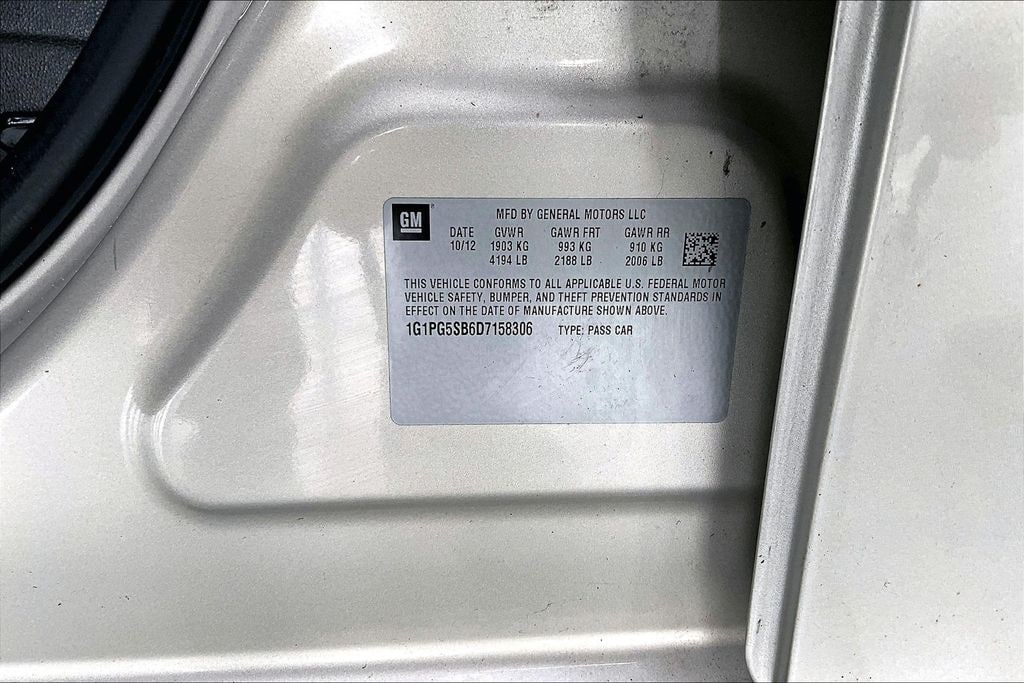 GM
MFD BY GENERAL MOTORS LLC
DATE GVWR GAWR FRT GAWR RR
10/12 1903 KG 993 KG 910 KG
4194 LB 2188 LB 2006 LB
THIS VEHICLE CONFORMS TO ALL APPLICABLE U.S. FEDERAL MOTOR
VEHICLE SAFETY, BUMPER, AND THEFT PREVENTION STANDARDS IN
EFFECT ON THE DATE OF MANUFACTURE SHOWN ABOVE.
1G1PG5SB6D7158306 TYPE: PASS CAR